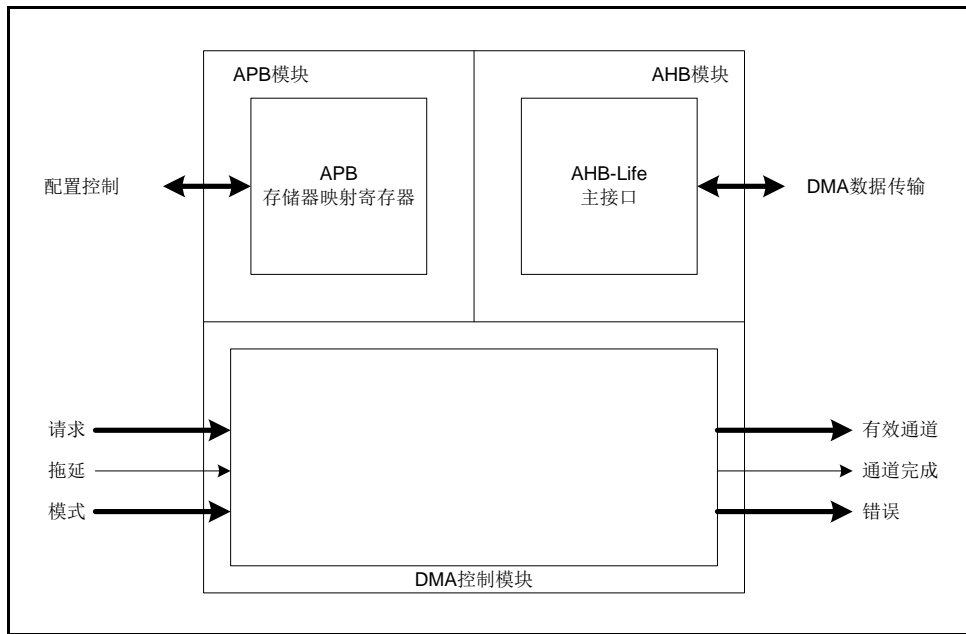 APB模块
AHB模块
APB
存储器映射寄存器
AHB-Life
主接口
配置控制
DMA数据传输
请求
拖延
模式
有效通道
通道完成
错误
DMA控制模块